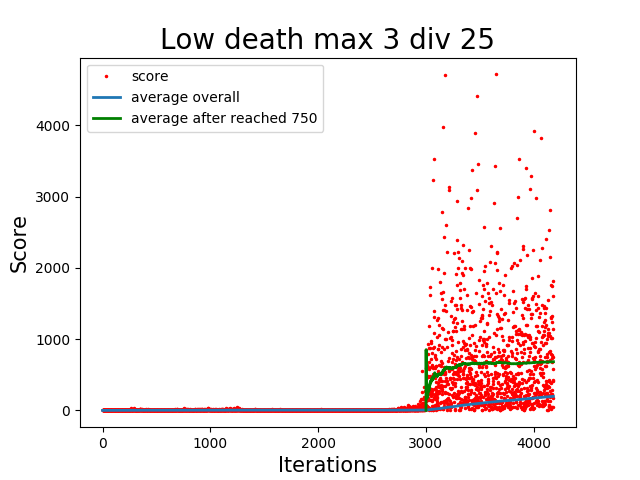 Low death max 3 div 25
score
average overall
average after reached 750
Score
4000
3000
2000
1000
0
0 1000 2000 3000 4000
Iterations